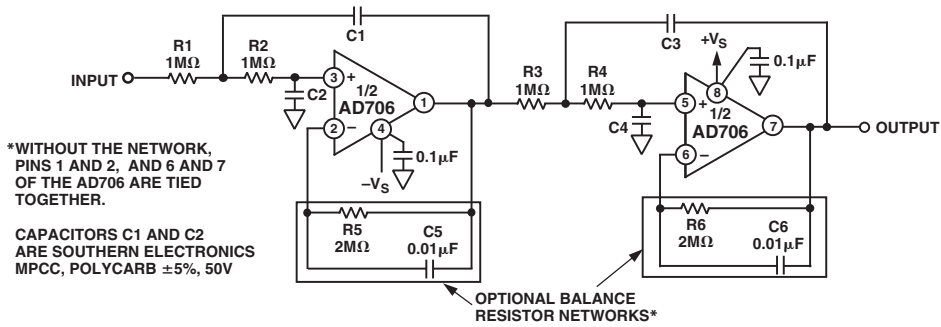 C1
R1
1MΩ
R2
1MΩ
INPUT
C2
3
+
1/2
AD706
2
−
4
1
0.1µF
−VS
R5
2MΩ
C5
0.01µF
R3
1MΩ
R4
1MΩ
C3
C4
+VS
0.1µF
8
5
+
1/2
AD706
6
−
7
OUTPUT
R6
2MΩ
C6
0.01µF
*WITHOUT THE NETWORK,
PINS 1 AND 2, AND 6 AND 7
OF THE AD706 ARE TIED
TOGETHER.
CAPACITORS C1 AND C2
ARE SOUTHERN ELECTRONICS
MPCC, POLYCARB ±5%, 50V
OPTIONAL BALANCE
RESISTOR NETWORKS*